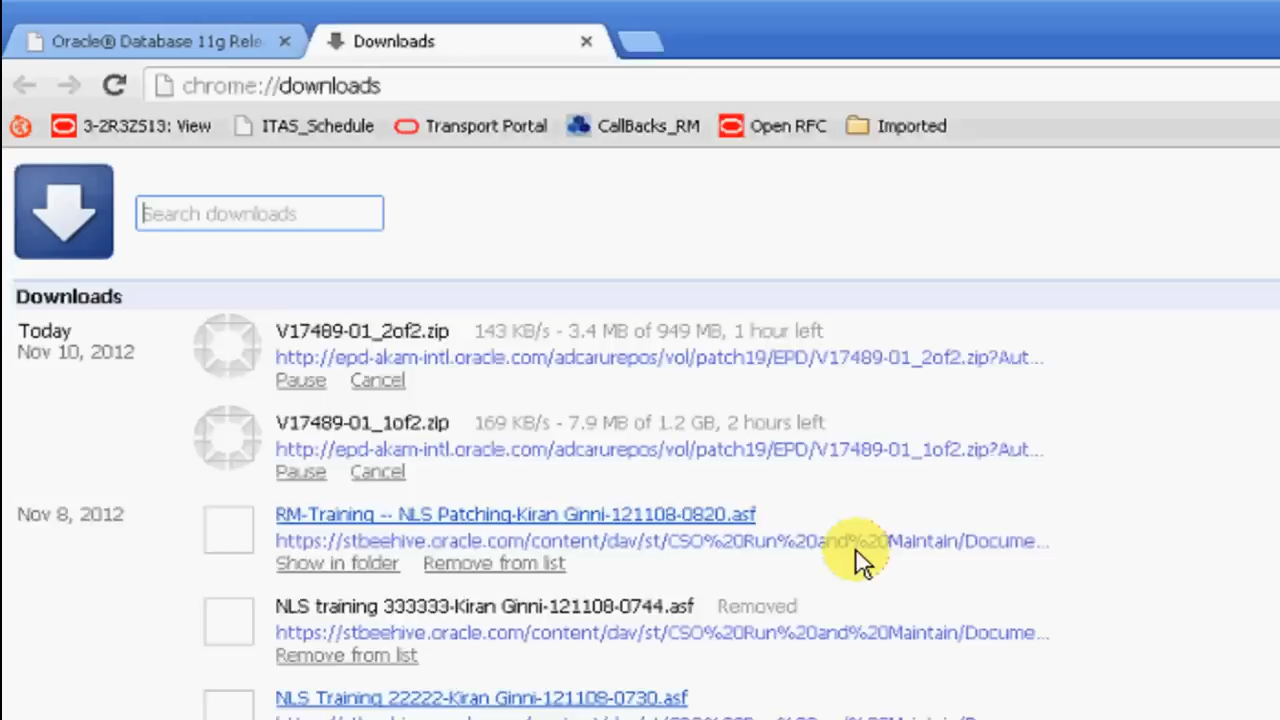 Oracle® Database 11g Rele
Downloads
chrome://downloads
3-2R3Z513: View
ITAS_Schedule
Transport Portal
CallBacks_RM
Open RFC
Imported
Search downloads
Downloads
Today
Nov 10, 2012
V17489-01_2of2.zip 143 KB/s - 3.4 MB of 949 MB, 1 hour left
http://epd-akam-intl.oracle.com/adcarurepos/vol/patch19/EPD/V17489-01_2of2.zip?Aut...
Pause Cancel
V17489-01_1of2.zip 169 KB/s - 7.9 MB of 1.2 GB, 2 hours left
http://epd-akam-intl.oracle.com/adcarurepos/vol/patch19/EPD/V17489-01_1of2.zip?Aut...
Pause Cancel
Nov 8, 2012
RM-Training -- NLS Patching-Kiran Ginni-121108-0820.asf
https://stbeehive.oracle.com/content/dav/st/CSO%20Run%20and%20Maintain/Docume...
Show in folder Remove from list
NLS training 333333-Kiran Ginni-121108-0744.asf Removed
https://stbeehive.oracle.com/content/dav/st/CSO%20Run%20and%20Maintain/Docume...
Remove from list
NLS Training 22222-Kiran Ginni-121108-0730.asf